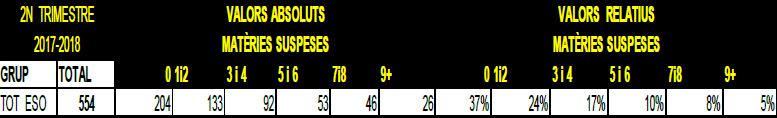 2N TRIMESTRE VALORS ABSOLUTS VALORS RELATIUS
2017-2018 MATÈRIES SUSPESES MATÈRIES SUSPESES
GRUP TOTAL 0 1i2 3 i 4 5 i 6 7i8 9+ 0 1i2 3 i 4 5 i 6 7i8 9+
TOT ESO 554 204 133 92 53 46 26 37% 24% 17% 10% 8% 5%